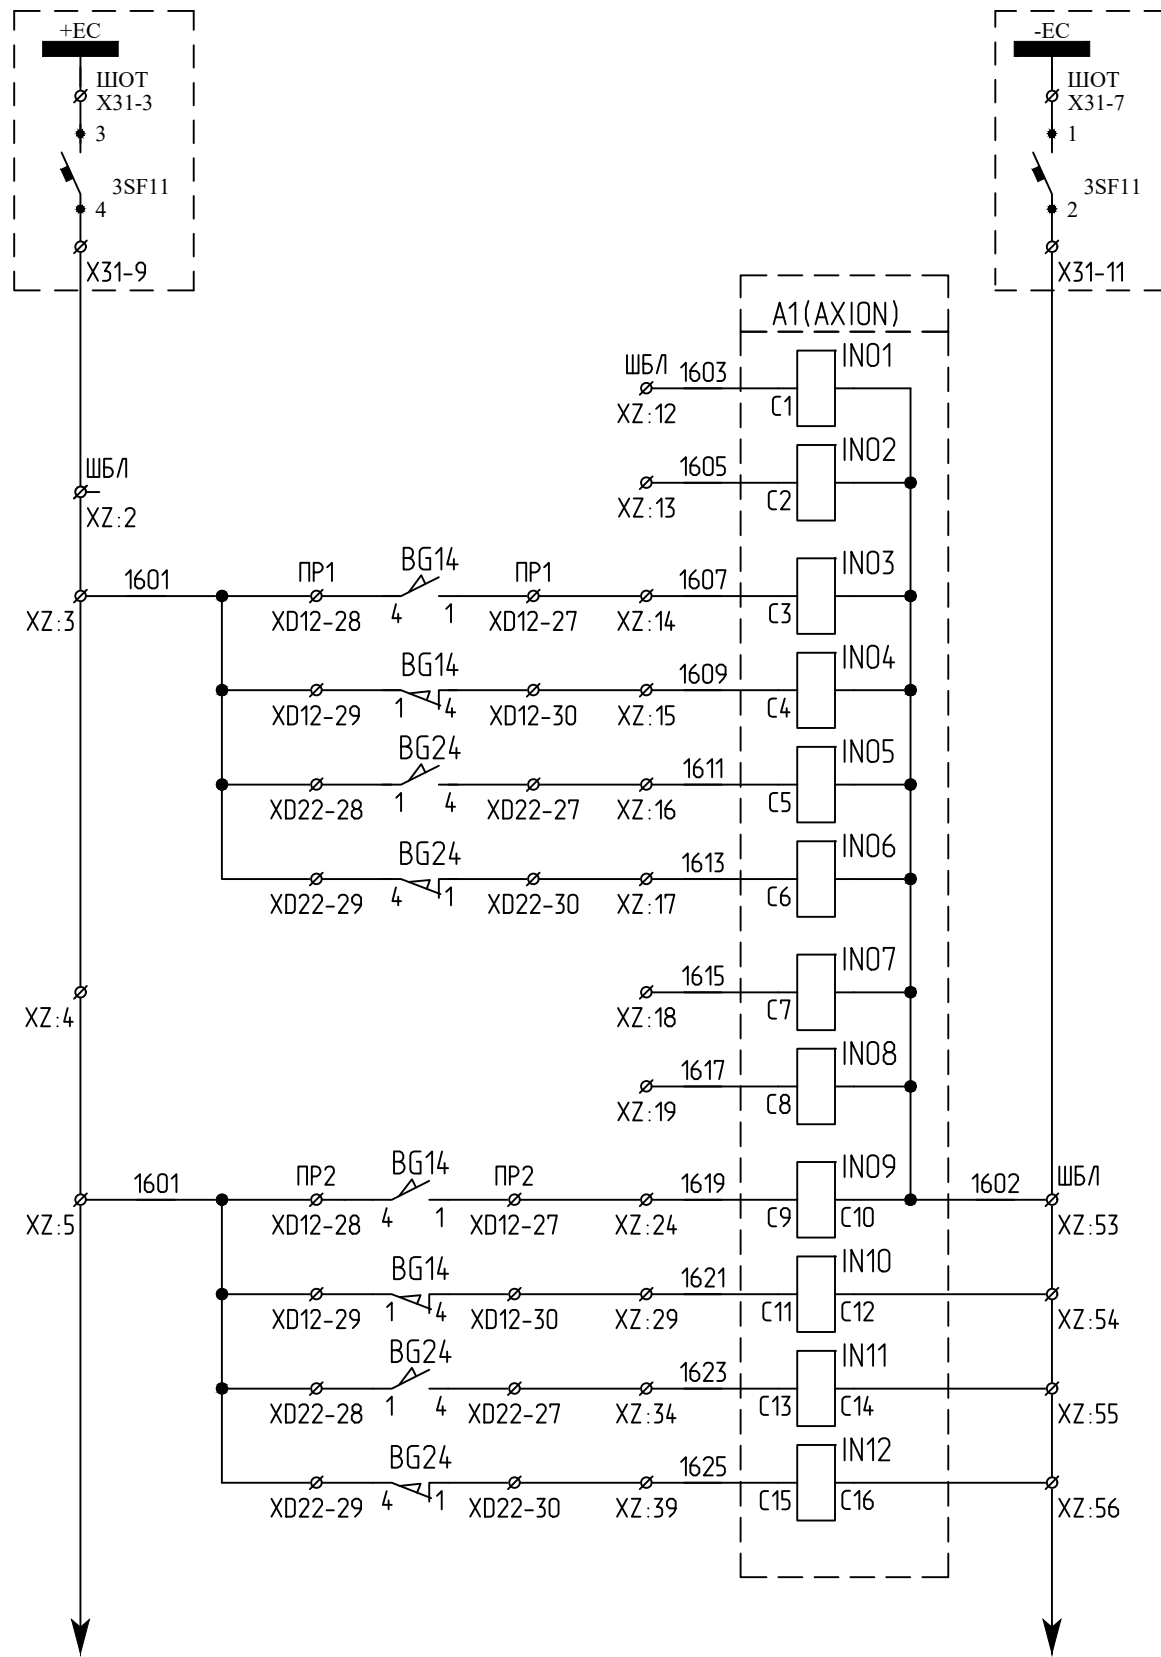 +EC
ШОТ
X31-3
3
3SF11
4
X31-9
-EC
ШОТ
X31-7
1
3SF11
2
X31-11
A1(AXION)
ШБЛ
1603
IN01
XZ:12
C1
1605
IN02
XZ:13
C2
ШБЛ
XZ:2
1601
ПР1
BG14
ПР1
1607
IN03
XZ:3
XD12-28
4
1
XD12-27
XZ:14
C3
BG14
1609
IN04
XD12-29
1
4
XD12-30
XZ:15
C4
BG24
1611
IN05
XD22-28
1
4
XD22-27
XZ:16
C5
BG24
1613
IN06
XD22-29
4
1
XD22-30
XZ:17
C6
1615
IN07
XZ:4
XZ:18
C7
1617
IN08
XZ:19
C8
1601
ПР2
BG14
ПР2
1619
IN09
1602
ШБЛ
XZ:5
XD12-28
4
1
XD12-27
XZ:24
C9
C10
XZ:53
BG14
1621
IN10
XD12-29
1
4
XD12-30
XZ:29
C11
C12
XZ:54
BG24
1623
IN11
XD22-28
1
4
XD22-27
XZ:34
C13
C14
XZ:55
BG24
1625
IN12
XD22-29
4
1
XD22-30
XZ:39
C15
C16
XZ:56